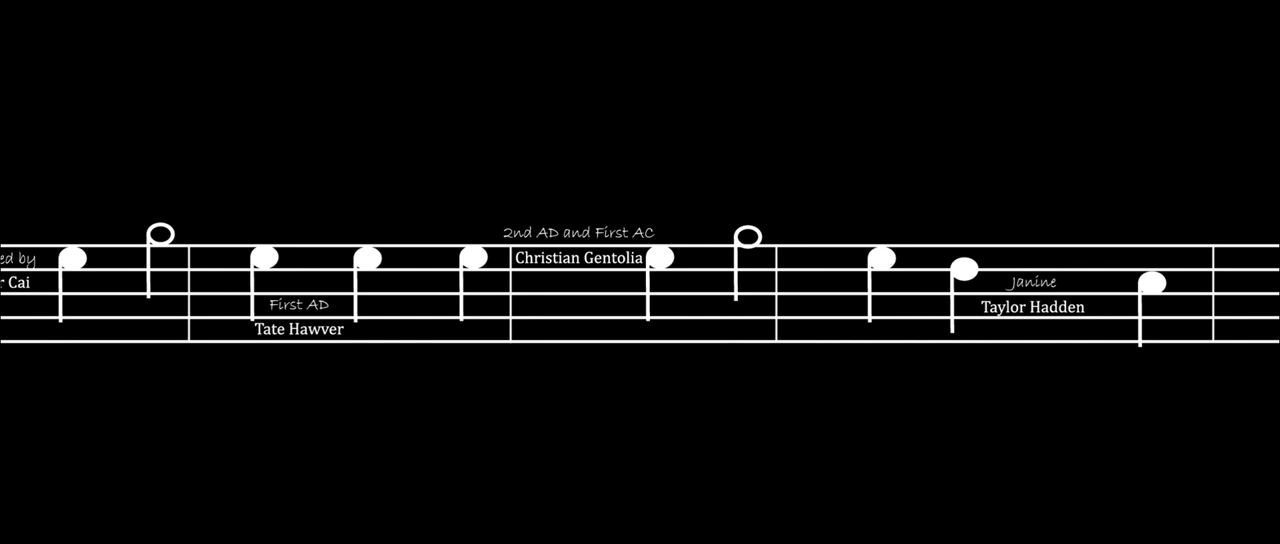 ed by
r Cai
First AD
Tate Hawver
2nd AD and First AC
Christian Gentolia
Janine
Taylor Hadden